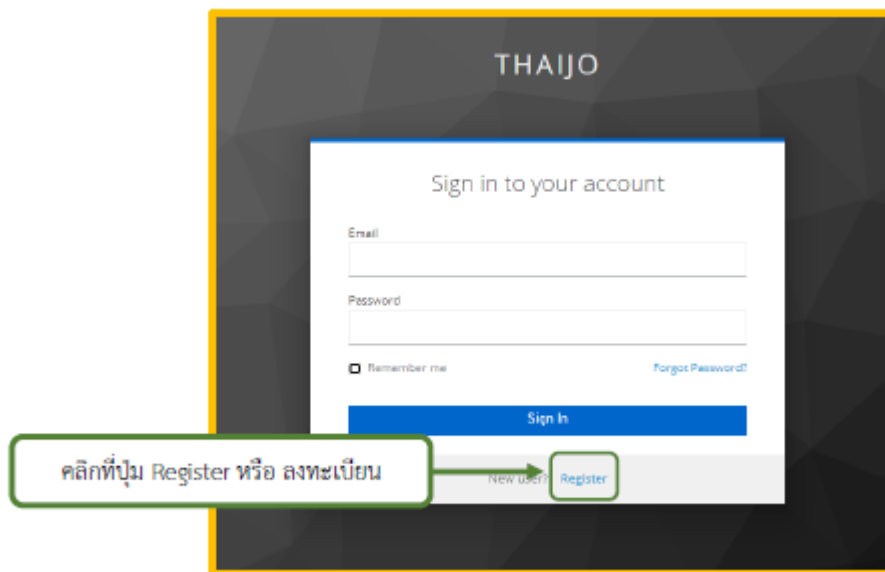 THAIJO
Sign in to your account
Email
Password
Remember me
Forgot Password?
Sign In
คลิกที่ปุ่ม Register หรือ ลงทะเบียน
New user? Register